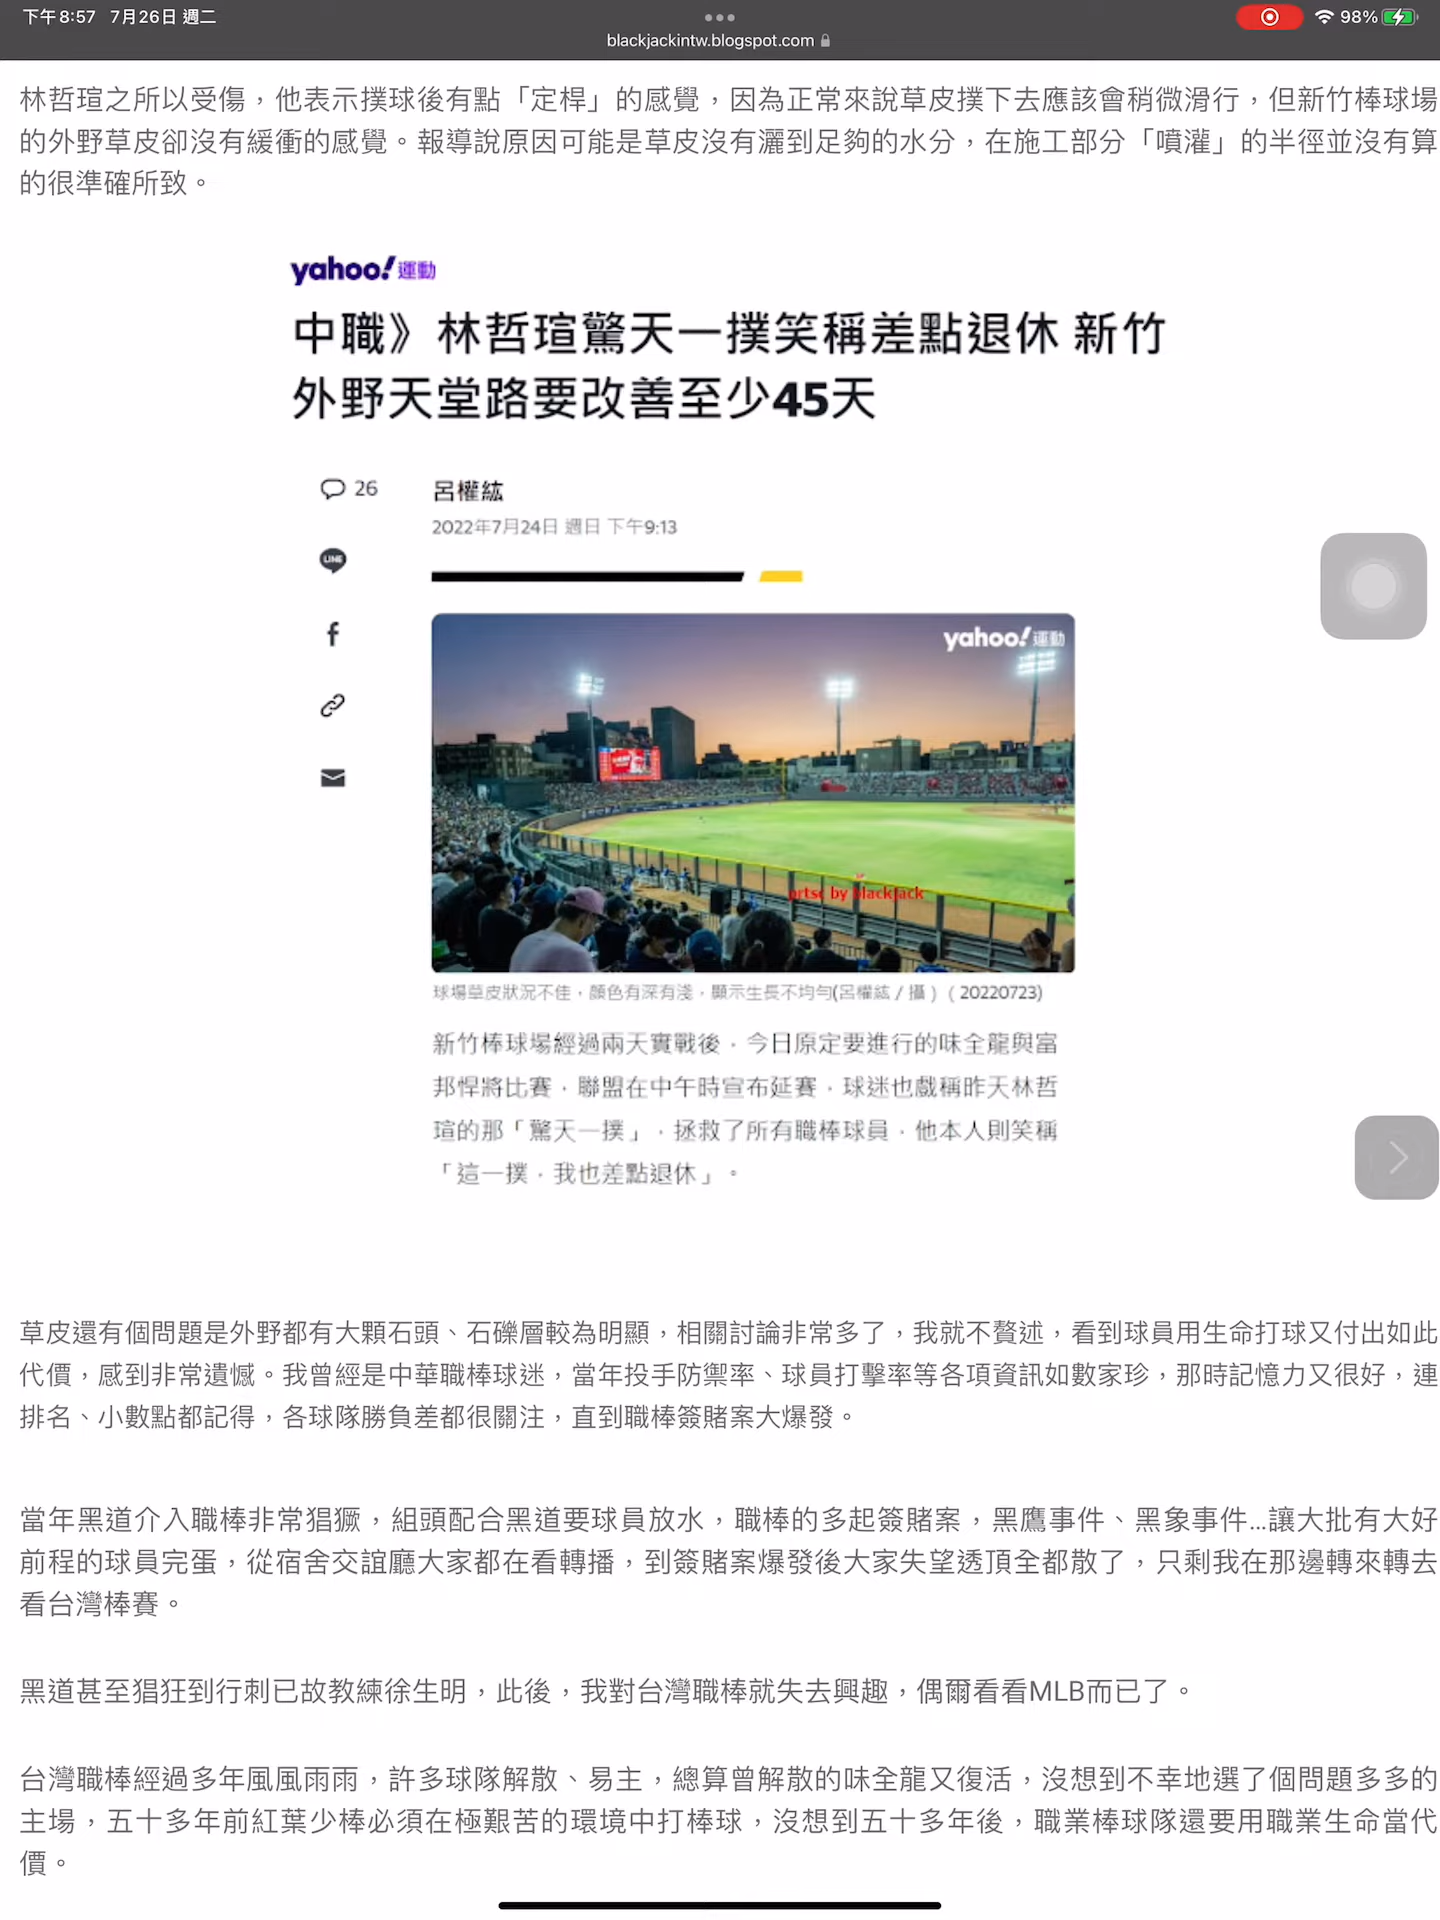 下午8:57 7月26日 週二
98%
blackjackintw.blogspot.com
林哲瑄之所以受傷，他表示撲球後有點「定桿」的感覺，因為正常來說草皮撲下去應該會稍微滑行，但新竹棒球場
的外野草皮卻沒有緩衝的感覺。報導說原因可能是草皮沒有灑到足夠的水分，在施工部分「噴灌」的半徑並沒有算
的很準確所致。
yahoo!運動
中職》林哲瑄驚天一撲笑稱差點退休 新竹
外野天堂路要改善至少45天
26
呂權紘
2022年7月24日 週日 下午9:13
LINE
yahoo!運動
prtsc by blackjack
球場草皮狀況不佳，顏色有深有淺，顯示生長不均勻(呂權紘 / 攝 ) ( 20220723)
新竹棒球場經過兩天實戰後，今日原定要進行的味全龍與富
邦悍將比賽，聯盟在中午時宣布延賽，球迷也戲稱昨天林哲
瑄的那「驚天一撲」，拯救了所有職棒球員，他本人則笑稱
「這一撲，我也差點退休」。
草皮還有個問題是外野都有大顆石頭、石礫層較為明顯，相關討論非常多了，我就不贅述，看到球員用生命打球又付出如此
代價，感到非常遺憾。我曾經是中華職棒球迷，當年投手防禦率、球員打擊率等各項資訊如數家珍，那時記憶力又很好，連
排名、小數點都記得，各球隊勝負差都很關注，直到職棒簽賭案大爆發。
當年黑道介入職棒非常猖獗，組頭配合黑道要球員放水，職棒的多起簽賭案，黑鷹事件、黑象事件...讓大批有大好
前程的球員完蛋，從宿舍交誼廳大家都在看轉播，到簽賭案爆發後大家失望透頂全都散了，只剩我在那邊轉來轉去
看台灣棒賽。
黑道甚至猖狂到行刺已故教練徐生明，此後，我對台灣職棒就失去興趣，偶爾看看MLB而已了。
台灣職棒經過多年風風雨雨，許多球隊解散、易主，總算曾解散的味全龍又復活，沒想到不幸地選了個問題多多的
主場，五十多年前紅葉少棒必須在極艱苦的環境中打棒球，沒想到五十多年後，職業棒球隊還要用職業生命當代
價。